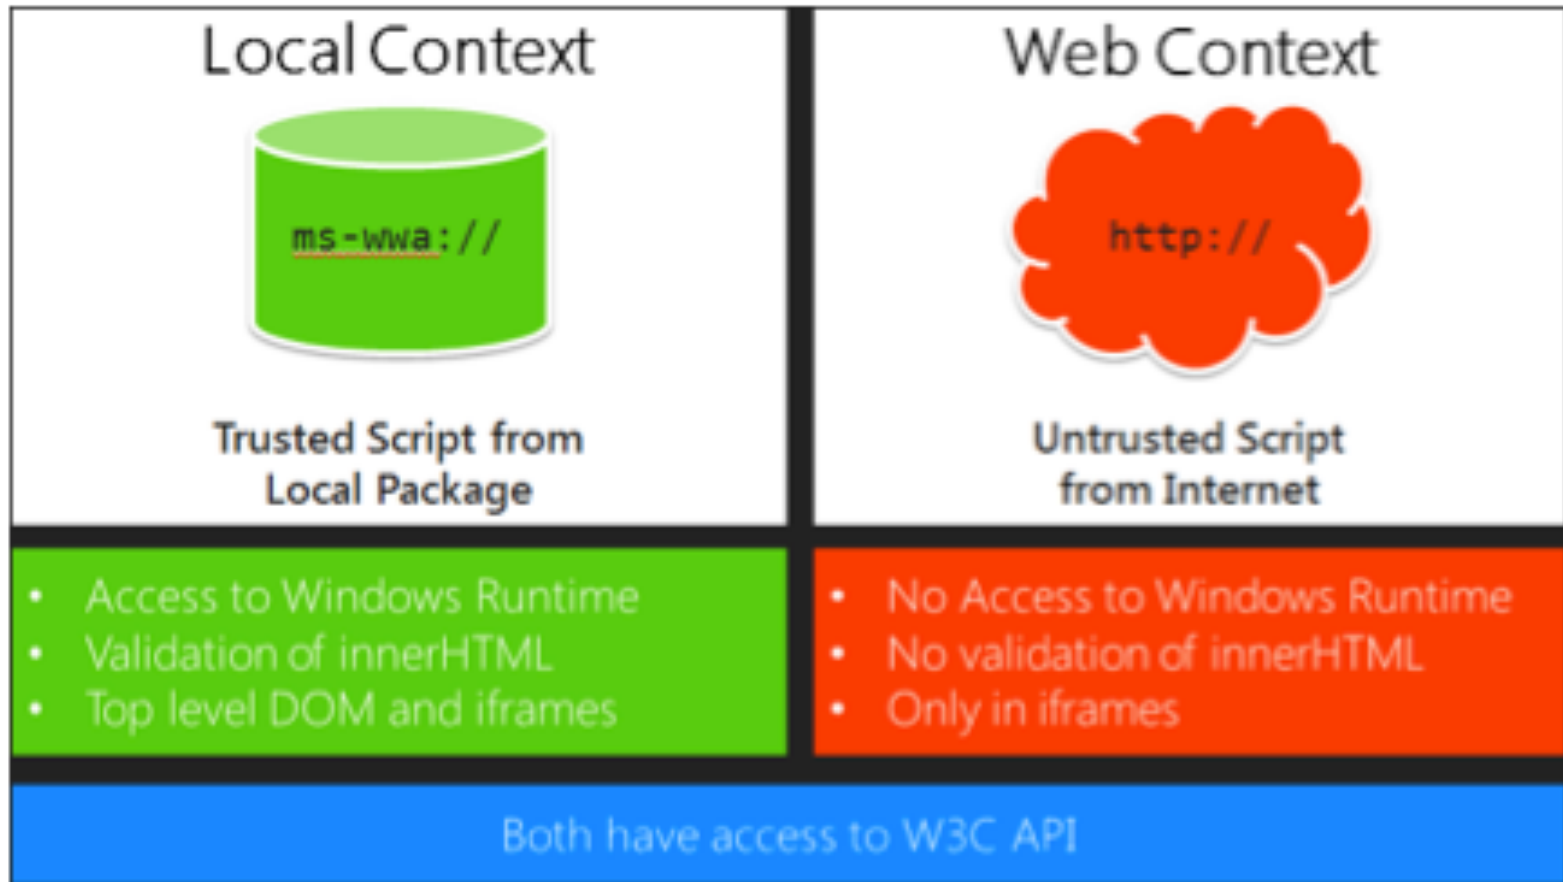 Local Context
ms-wwa://
Trusted Script from
Local Package
• Access to Windows Runtime
• Validation of innerHTML
• Top level DOM and iframes
Web Context
http://
Untrusted Script
from Internet
• No Access to Windows Runtime
• No validation of innerHTML
• Only in iframes
Both have access to W3C API